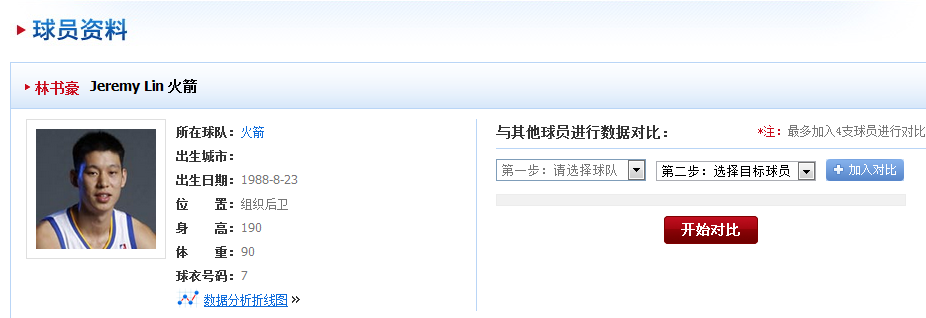 球员资料
林书豪 Jeremy Lin 火箭
所在球队：火箭
出生城市：
出生日期：1988-8-23
位 置：组织后卫
身 高：190
体 重：90
球衣号码：7
数据分析折线图 »
与其他球员进行数据对比： *注：最多加入4支球员进行对比
第一步：请选择球队 第二步：选择目标球员 加入对比
开始对比